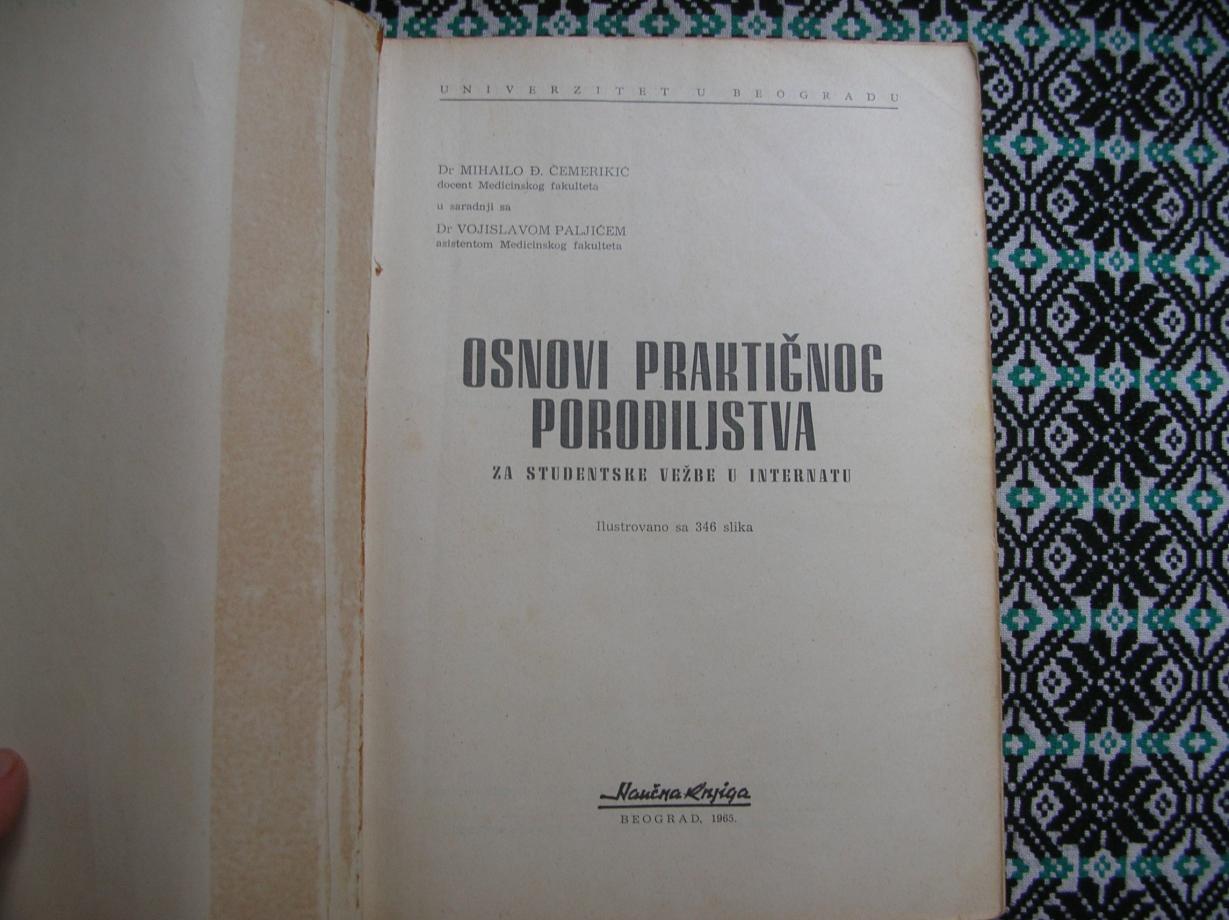 UNIVERZITET U BEOGRADU
Dr MIHAILO Đ. ČEMERIKIĆ
docent Medicinskog fakulteta
u saradnji sa
Dr VOJISLAVOM PALJIĆEM
asistentom Medicinskog fakulteta
OSNOVI PRAKTIČNOG
PORODILJSTVA
ZA STUDENTSKE VEŽBE U INTERNATU
Ilustrovano sa 346 slika
Naučna Knjiga
BEOGRAD, 1965.